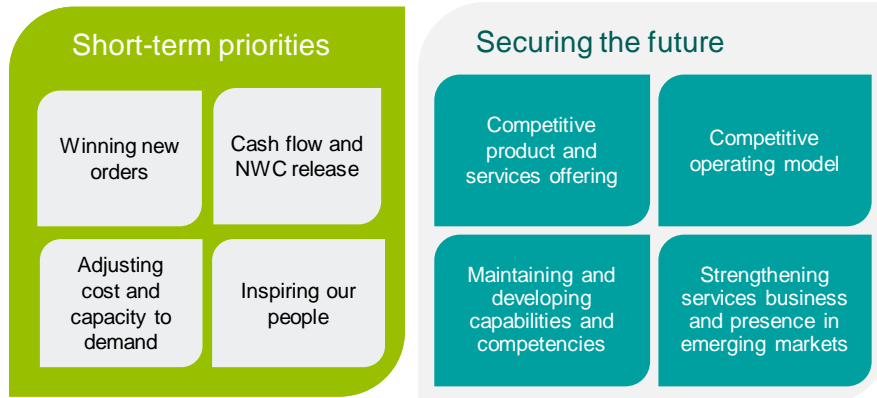 Short-term priorities
Winning new
orders
Cash flow and
NWC release
Adjusting
cost and
capacity to
demand
Inspiring our
people
Securing the future
Competitive
product and
services offering
Competitive
operating model
Maintaining and
developing
capabilities and
competencies
Strengthening
services business
and presence in
emerging markets